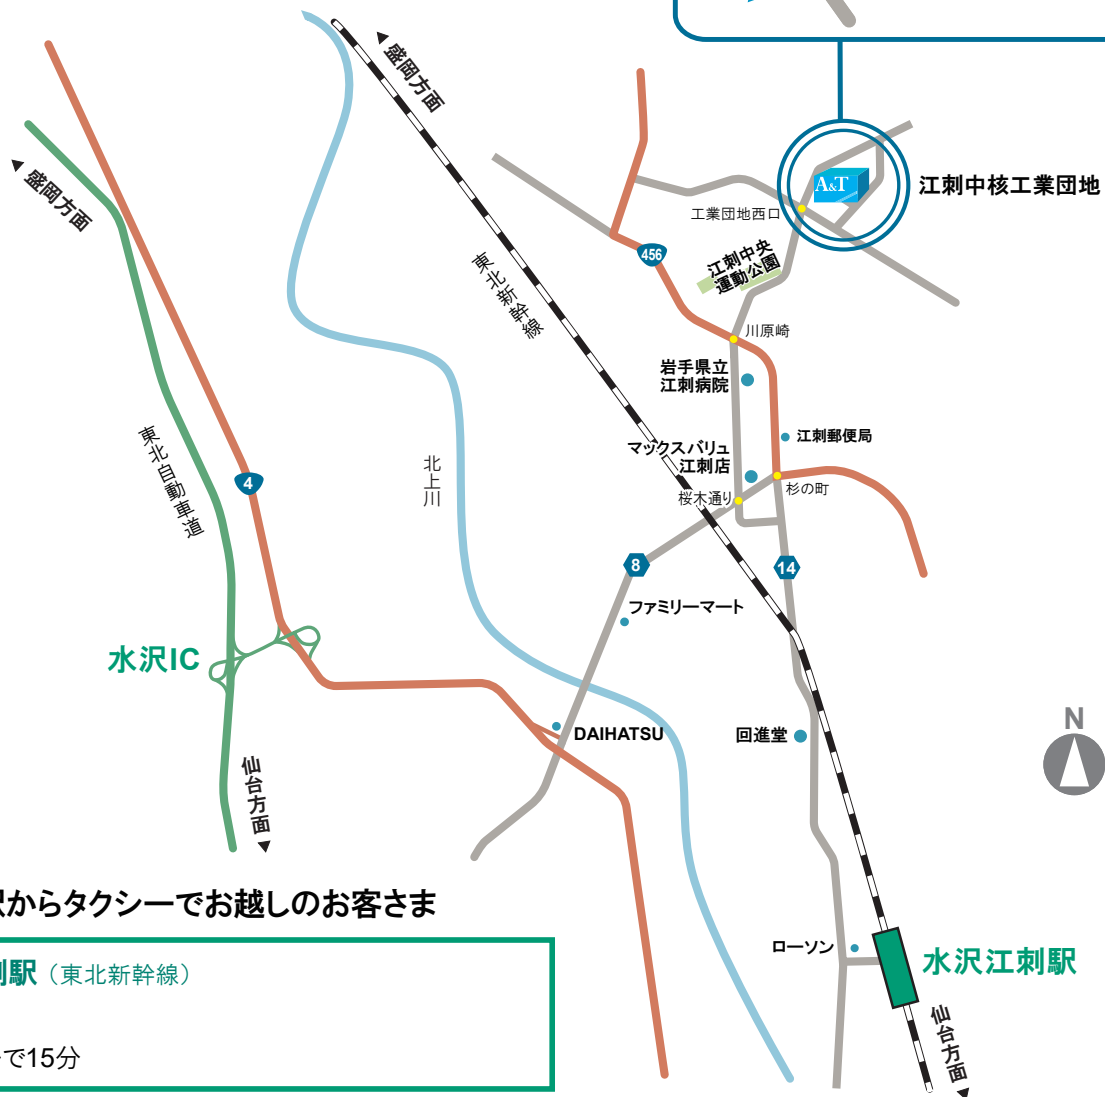 盛岡方面
盛岡方面
A&T
江刺中核工業団地
工業団地西口
456
江刺中央
運動公園
東北新幹線
川原崎
岩手県立
江刺病院
江刺郵便局
マックスバリュ
江刺店
東北自動車道
4
北上川
桜木通り
杉の町
8
14
ファミリーマート
水沢IC
DAIHATSU
回進堂
N
仙台方面
駅からタクシーでお越しのお客さま
刺駅（東北新幹線）
で15分
ローソン
水沢江刺駅
仙台方面